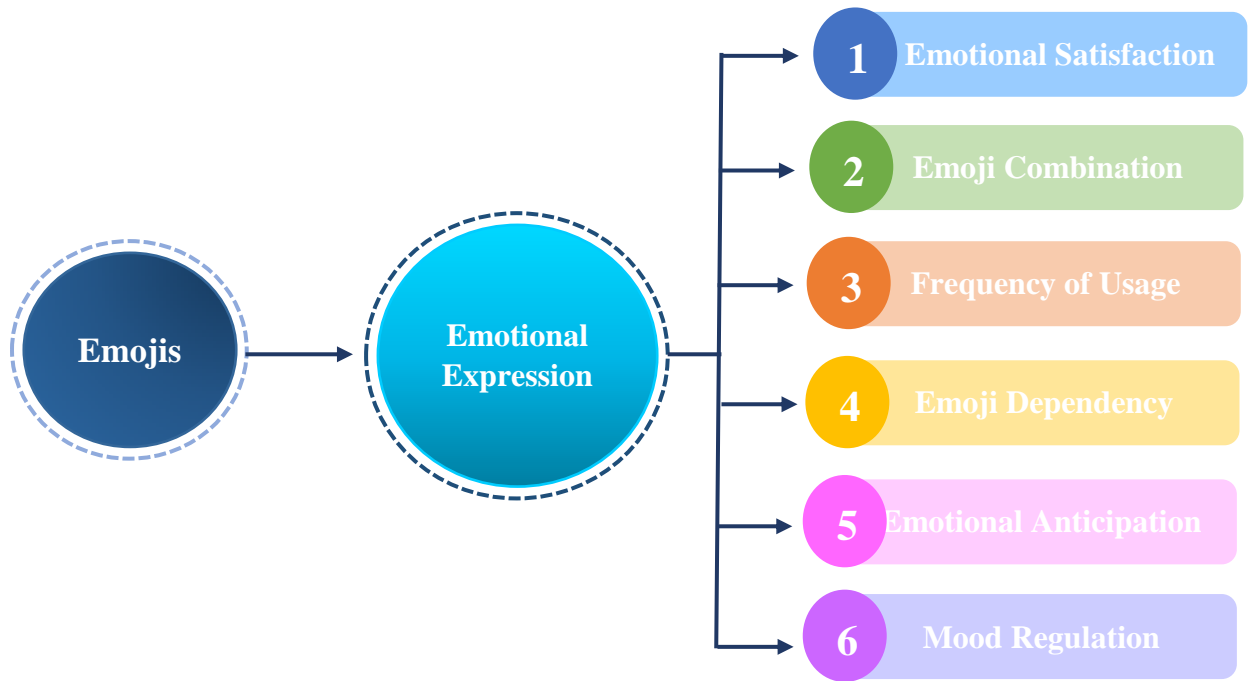 Emojis
Emotional
Expression
1 Emotional Satisfaction
2 Emoji Combination
3 Frequency of Usage
4 Emoji Dependency
5 Emotional Anticipation
6 Mood Regulation